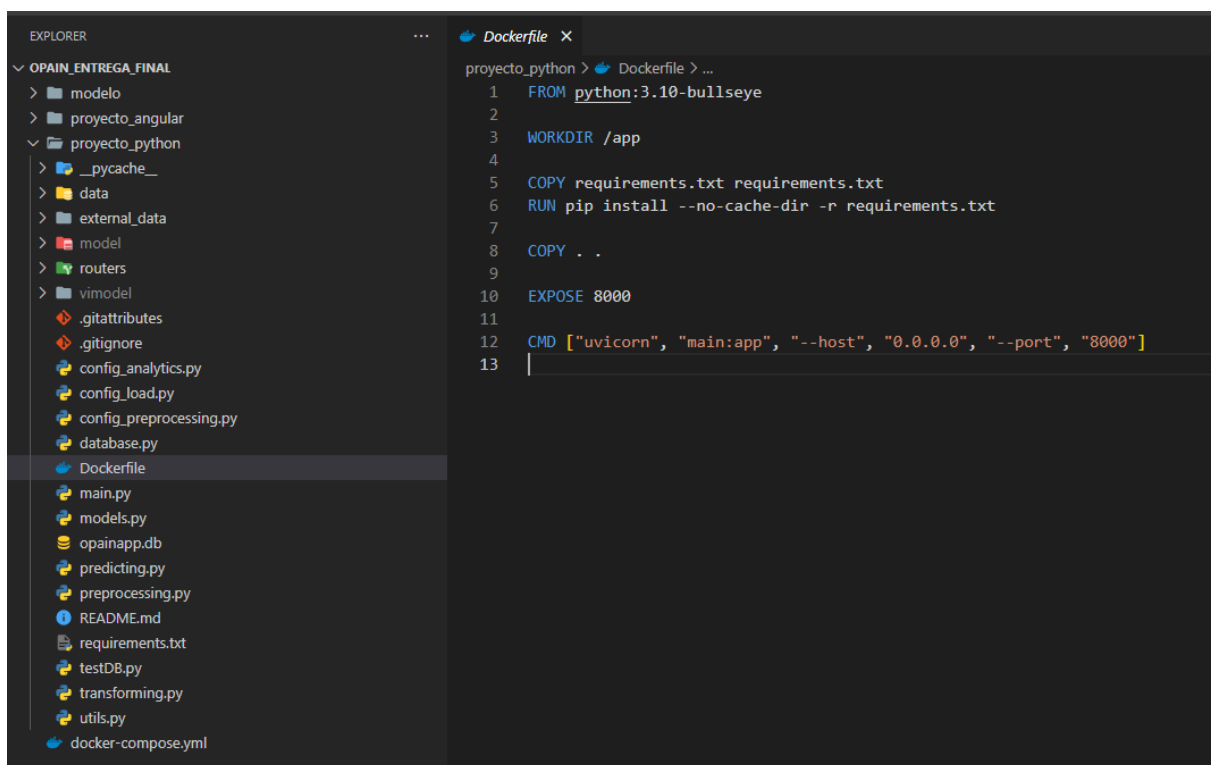 EXPLORER
OPAIN_ENTREGA_FINAL
modelo
proyecto_angular
proyecto_python
__pycache__
data
external_data
model
routers
vimodel
.gitattributes
.gitignore
config_analytics.py
config_load.py
config_preprocessing.py
database.py
Dockerfile
main.py
models.py
opainapp.db
predicting.py
preprocessing.py
README.md
requirements.txt
testDB.py
transforming.py
utils.py
docker-compose.yml
Dockerfile
proyecto_python > Dockerfile > ...
1 FROM python:3.10-bullseye
2
3 WORKDIR /app
4
5 COPY requirements.txt requirements.txt
6 RUN pip install --no-cache-dir -r requirements.txt
7
8 COPY . .
9
10 EXPOSE 8000
11
12 CMD ["uvicorn", "main:app", "--host", "0.0.0.0", "--port", "8000"]
13